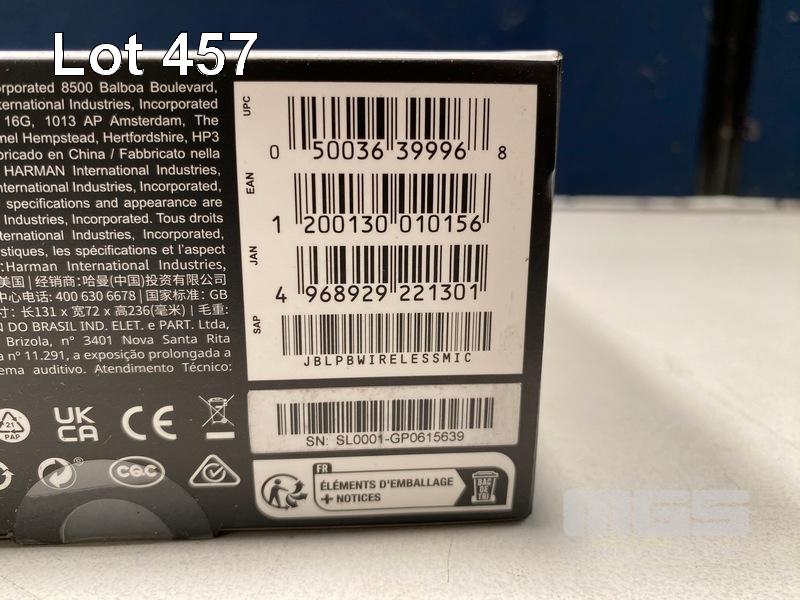 Lot 457
orporated 8500 Balboa Boulevard,
ternational Industries, Incorporated
16G, 1013 AP Amsterdam, The
mel Hempstead, Hertfordshire, HP3
bricado en China / Fabbricato nella
HARMAN International Industries,
nternational Industries, Incorporated,
specifications and appearance are
Industries, Incorporated. Tous droits
ternational Industries, Incorporated,
stiques, les spécifications et l'aspect
:Harman International Industries,
美国 | 经销商:哈曼(中国)投资有限公司
中心电话: 400 630 6678 | 国家标准: GB
寸: 长131 x 宽72 x 高236(毫米) | 毛重:
N DO BRASIL IND. ELET. e PART. Ltda,
Brizola, n° 3401 Nova Santa Rita
a nº 11.291, a exposição prolongada a
ema auditivo. Atendimento Técnico:
UPC
0 50036 39996 8
EAN
1 200130 010156
JAN
4 968929 221301
SAP
JBLPBWIRELESSMIC
SN: SL0001-GP0615639
21
PAP
UK
CA
CE
CQC
FR
ÉLÉMENTS D'EMBALLAGE
+ NOTICES
BAC
DE
TRI
MGS